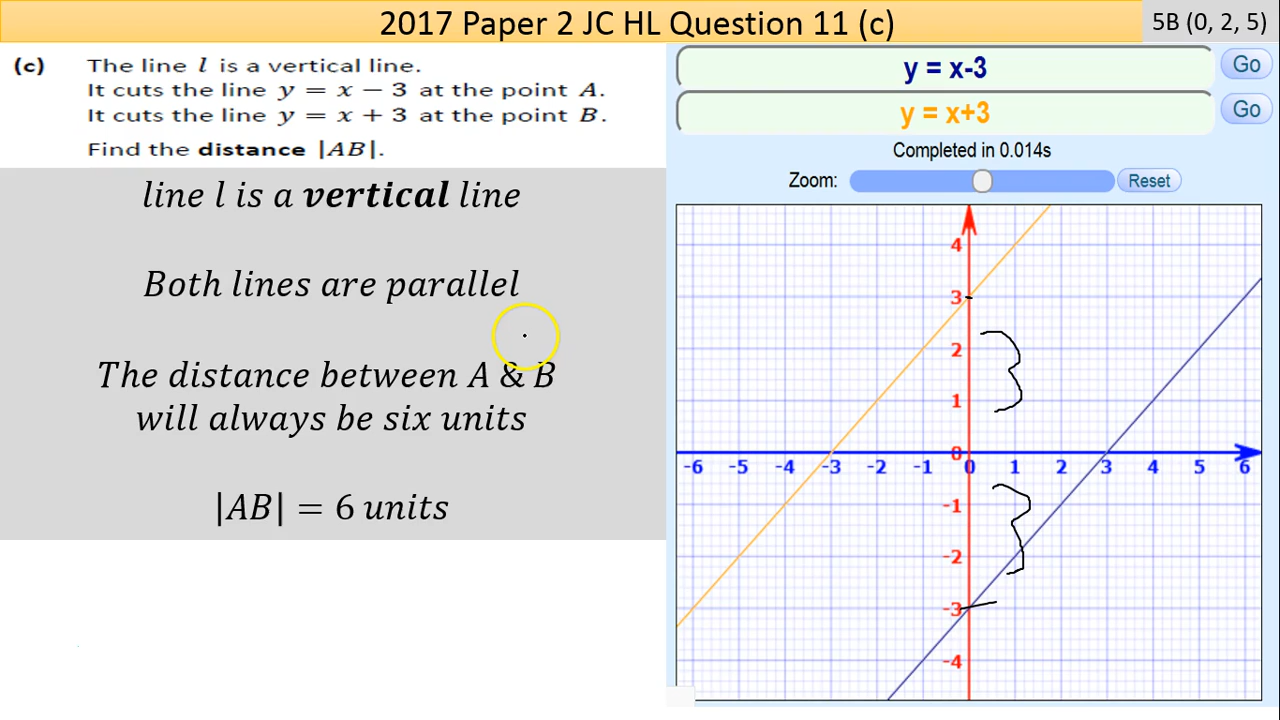 2017 Paper 2 JC HL Question 11 (c)
5B (0, 2, 5)
(c) The line l is a vertical line.
It cuts the line y = x − 3 at the point A.
It cuts the line y = x + 3 at the point B.
Find the distance |AB|.
line l is a vertical line
Both lines are parallel
The distance between A & B
will always be six units
|AB| = 6 units
y = x-3
Go
y = x+3
Go
Completed in 0.014s
Zoom:
Reset
4
3
2
1
0
-6 -5 -4 -3 -2 -1 0 1 2 3 4 5 6
-1
-2
-3
-4